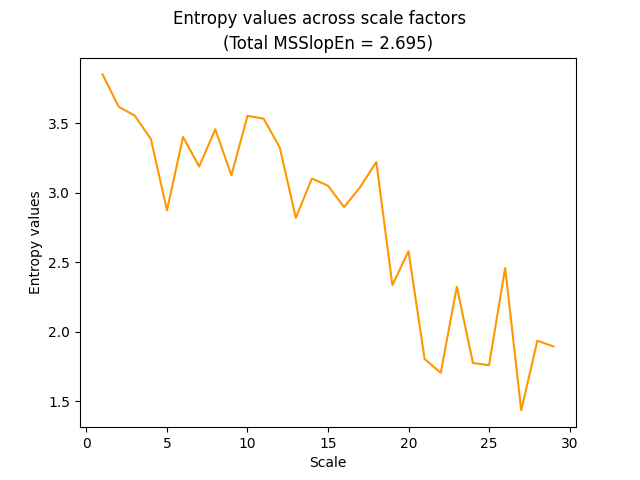 Entropy values across scale factors
(Total MSSlopEn = 2.695)
3.5
3.0
2.5
2.0
1.5
Entropy values
0 5 10 15 20 25 30
Scale